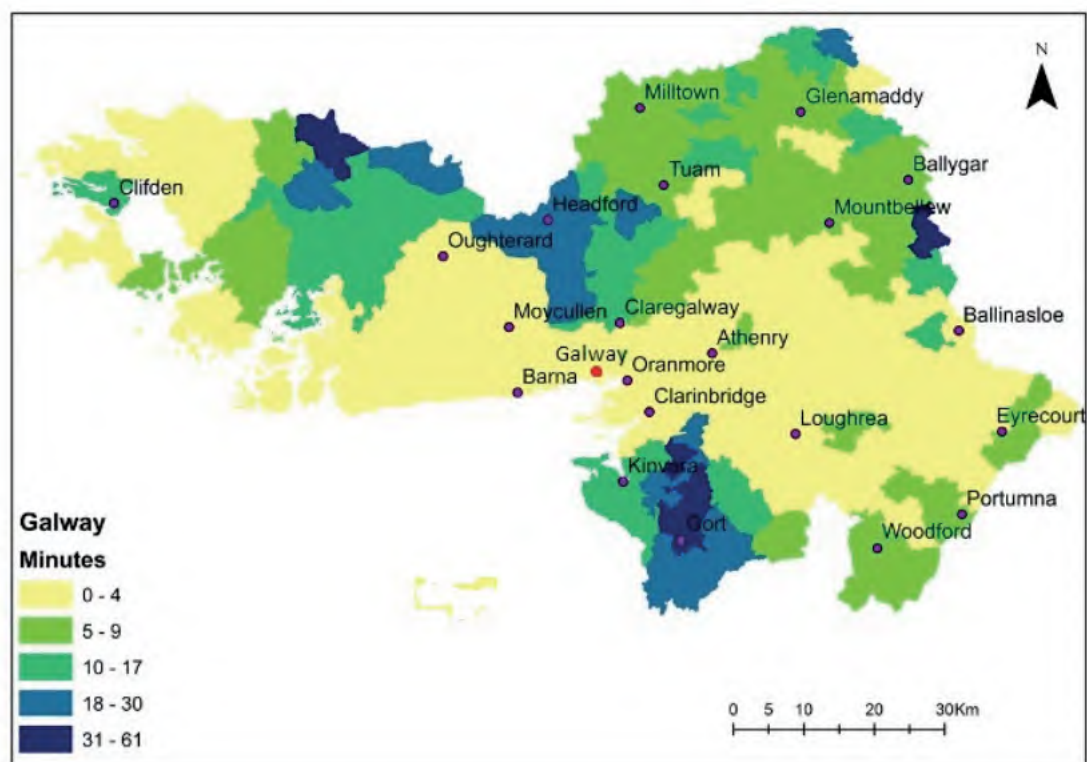 N
Milltown
Glenamaddy
Tuam
Ballygar
Clifden
Headford
Mountbellew
Oughterard
Moycullen
Claregalway
Ballinasloe
Athenry
Galway
Oranmore
Barna
Clarinbridge
Loughrea
Eyrecourt
Kinvara
Portumna
Gort
Woodford
Galway
Minutes
0 - 4
5 - 9
10 - 17
18 - 30
31 - 61
0 5 10 20 30Km